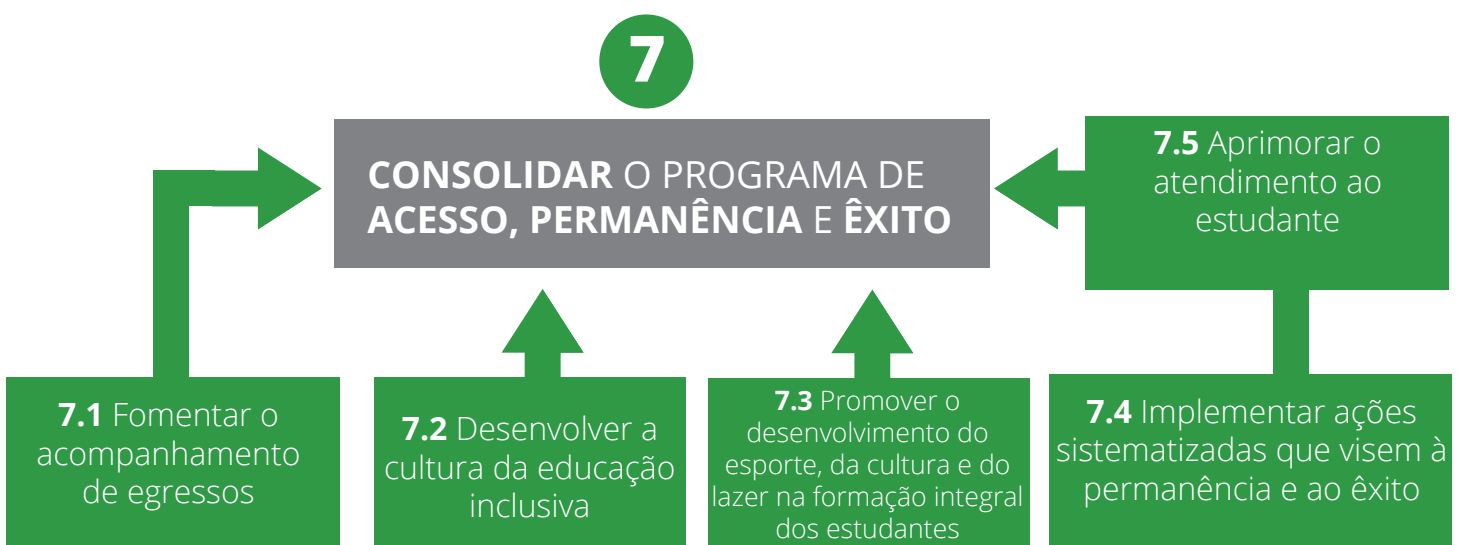 7
CONSOLIDAR O PROGRAMA DE
ACESSO, PERMANÊNCIA E ÊXITO
7.5 Aprimorar o
atendimento ao
estudante
7.1 Fomentar o
acompanhamento
de egressos
7.2 Desenvolver a
cultura da educação
inclusiva
7.3 Promover o
desenvolvimento do
esporte, da cultura e do
lazer na formação integral
dos estudantes
7.4 Implementar ações
sistematizadas que visem à
permanência e ao êxito